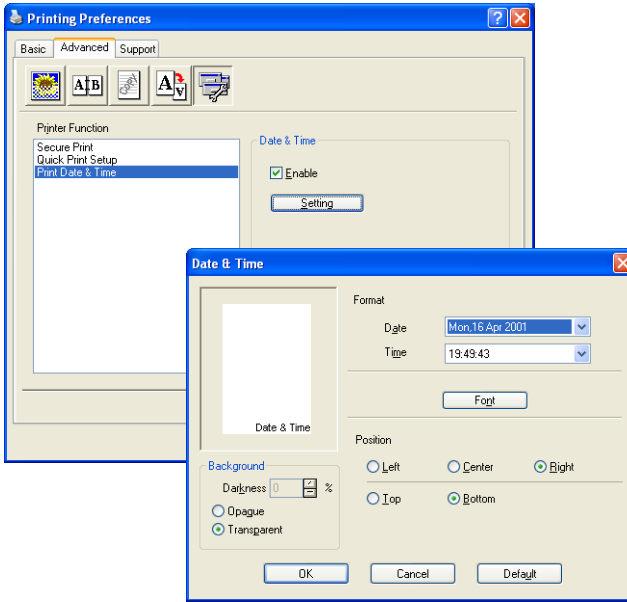 Printing Preferences
Basic Advanced Support
A B
A A
Printer Function
Secure Print
Quick Print Setup
Print Date & Time
Date & Time
Enable
Setting
Date & Time
Date & Time
Background
Darkness 0 %
Opaque
Transparent
Format
Date Mon,16 Apr 2001
Time 19:49:43
Font
Position
Left Center Right
Top Bottom
OK Cancel Default